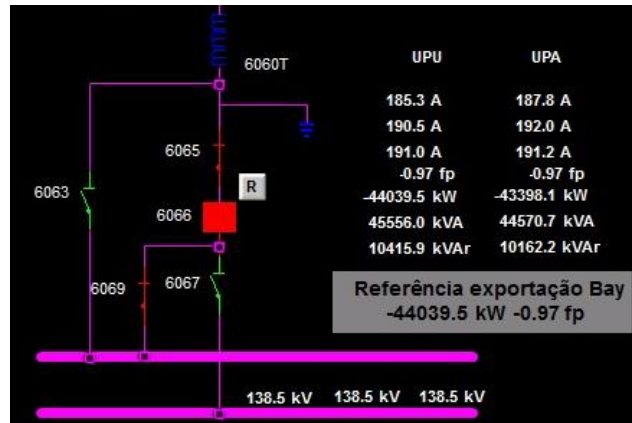 UPU UPA
6060T
185.3 A 187.8 A
190.5 A 192.0 A
6065 191.0 A 191.2 A
-0.97 fp -0.97 fp
6063 R -44039.5 kW -43398.1 kW
6066 45556.0 kVA 44570.7 kVA
10415.9 kVAr 10162.2 kVAr
6069 6067 Referência exportação Bay
-44039.5 kW -0.97 fp
138.5 kV 138.5 kV 138.5 kV